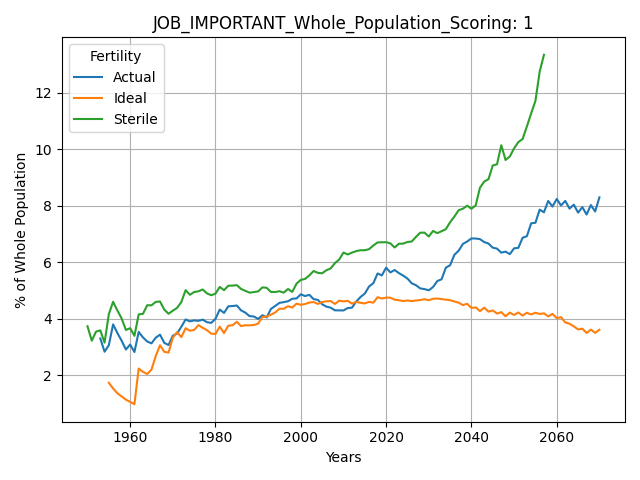 JOB_IMPORTANT_Whole_Population_Scoring: 1
Fertility
Actual
Ideal
Sterile
% of Whole Population
12
10
8
6
4
2
1960 1980 2000 2020 2040 2060
Years